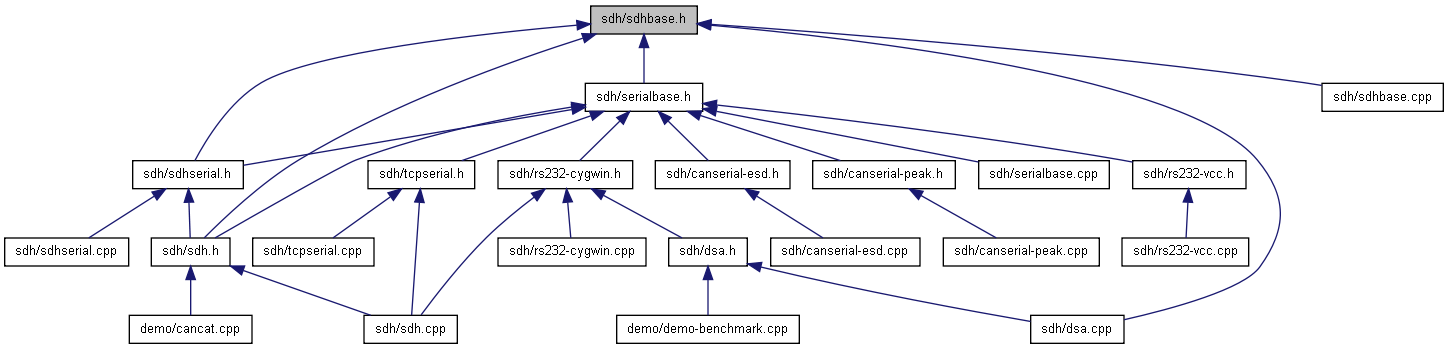 sdh/sdhbase.h
sdh/serialbase.h
sdh/sdhbase.cpp
sdh/sdhserial.h
sdh/tcpserial.h
sdh/rs232-cygwin.h
sdh/canserial-esd.h
sdh/canserial-peak.h
sdh/serialbase.cpp
sdh/rs232-vcc.h
sdh/sdhserial.cpp
sdh/sdh.h
sdh/tcpserial.cpp
sdh/rs232-cygwin.cpp
sdh/dsa.h
sdh/canserial-esd.cpp
sdh/canserial-peak.cpp
sdh/rs232-vcc.cpp
demo/cancat.cpp
sdh/sdh.cpp
demo/demo-benchmark.cpp
sdh/dsa.cpp